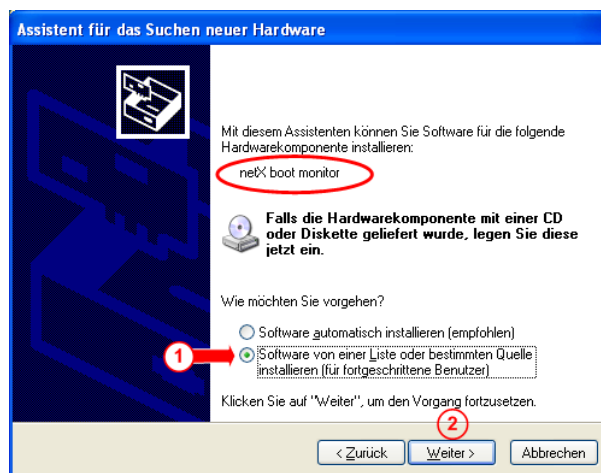 Assistent für das Suchen neuer Hardware
Mit diesem Assistenten können Sie Software für die folgende
Hardwarekomponente installieren:
netX boot monitor
Falls die Hardwarekomponente mit einer CD
oder Diskette geliefert wurde, legen Sie diese
jetzt ein.
Wie möchten Sie vorgehen?
Software automatisch installieren (empfohlen)
1
Software von einer Liste oder bestimmten Quelle
installieren (für fortgeschrittene Benutzer)
Klicken Sie auf "Weiter", um den Vorgang fortzusetzen.
2
< Zurück Weiter > Abbrechen